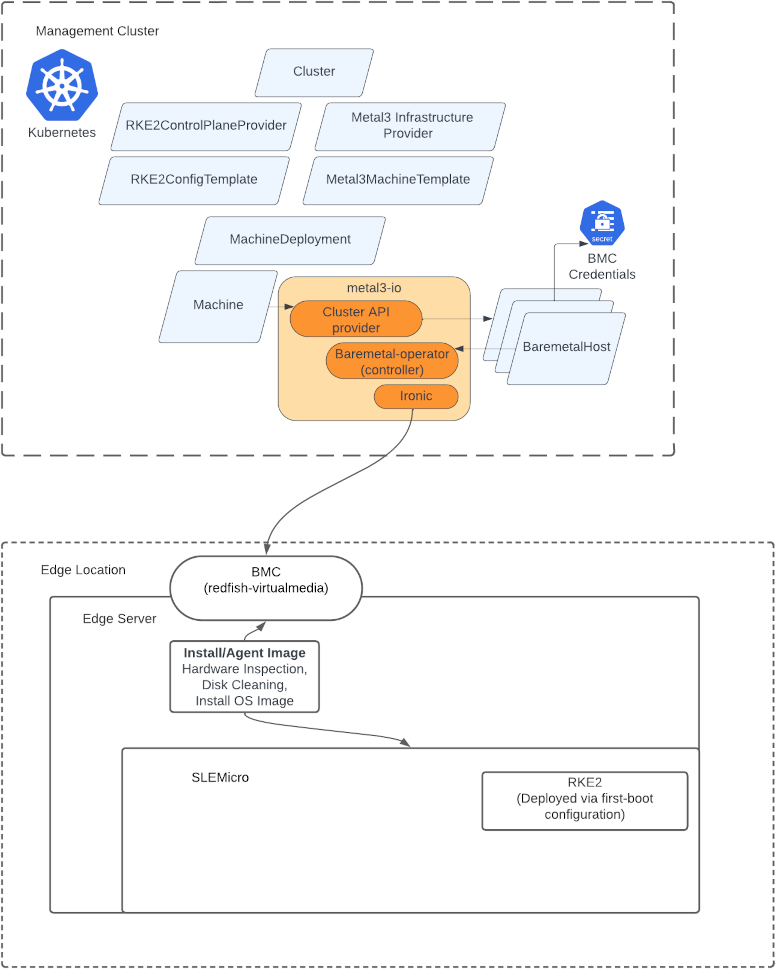 Management Cluster
Kubernetes
Cluster
RKE2ControlPlaneProvider
Metal3 Infrastructure
Provider
RKE2ConfigTemplate
Metal3MachineTemplate
MachineDeployment
secret
BMC
Credentials
Machine
metal3-io
Cluster API
provider
Baremetal-operator
(controller)
Ironic
BaremetalHost
Edge Location
BMC
(redfish-virtualmedia)
Edge Server
Install/Agent Image
Hardware Inspection,
Disk Cleaning,
Install OS Image
SLEMicro
RKE2
(Deployed via first-boot
configuration)